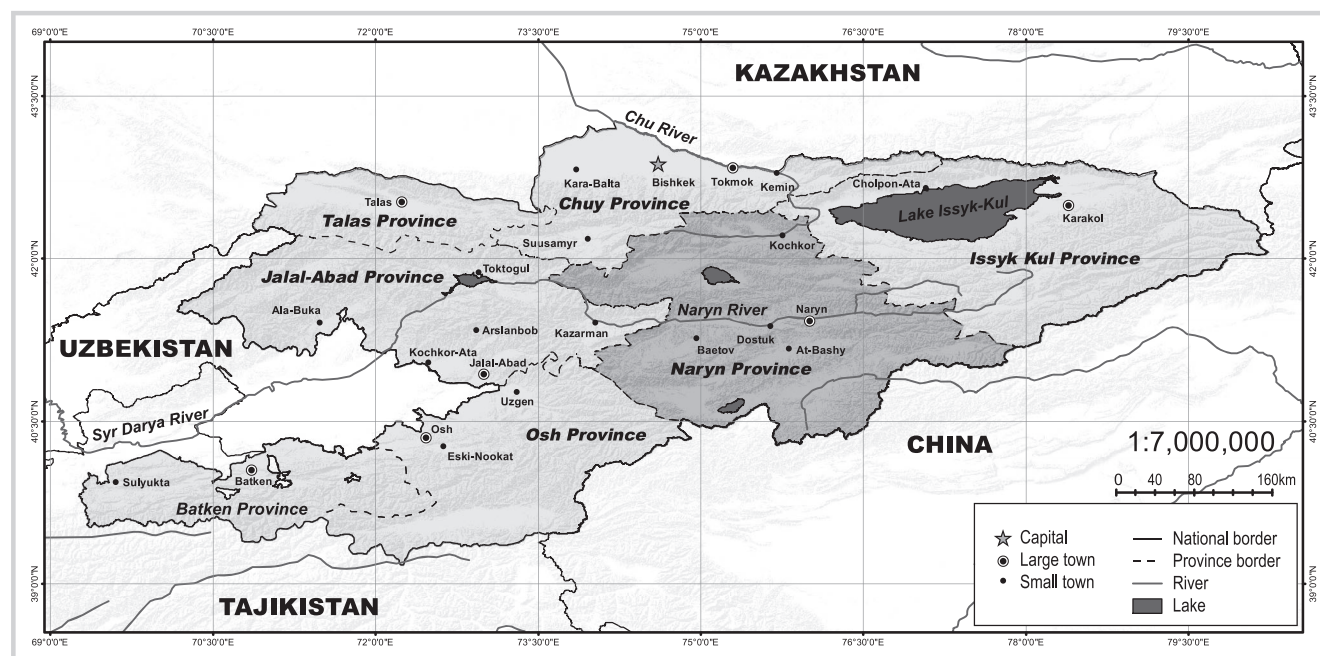 69°0'0"E 70°30'0"E 72°0'0"E 73°30'0"E 75°0'0"E 76°30'0"E 78°0'0"E 79°30'0"E
43°30'0"N
43°30'0"N
KAZAKHSTAN
Chu River
Kara-Balta
Bishkek
Tokmok
Kemin
Cholpon-Ata
Chuy Province
Talas
Talas Province
Lake Issyk-Kul
Karakol
Suusamyr
Kochkor
42°0'0"N
42°0'0"N
Issyk Kul Province
Jalal-Abad Province
Toktogul
Ala-Buka
Arslanbob
Kazarman
Naryn River
Naryn
UZBEKISTAN
Kochkor-Ata
Jalal-Abad
Baetov
Dostuk
At-Bashy
Naryn Province
Uzgen
Syr Darya River
40°30'0"N
40°30'0"N
Osh
Osh Province
Eski-Nookat
CHINA
1:7,000,000
Sulyukta
Batken
Batken Province
0 40 80 160km
Capital
Large town
Small town
National border
Province border
River
Lake
39°0'0"N
39°0'0"N
TAJIKISTAN
69°0'0"E 70°30'0"E 72°0'0"E 73°30'0"E 75°0'0"E 76°30'0"E 78°0'0"E 79°30'0"E